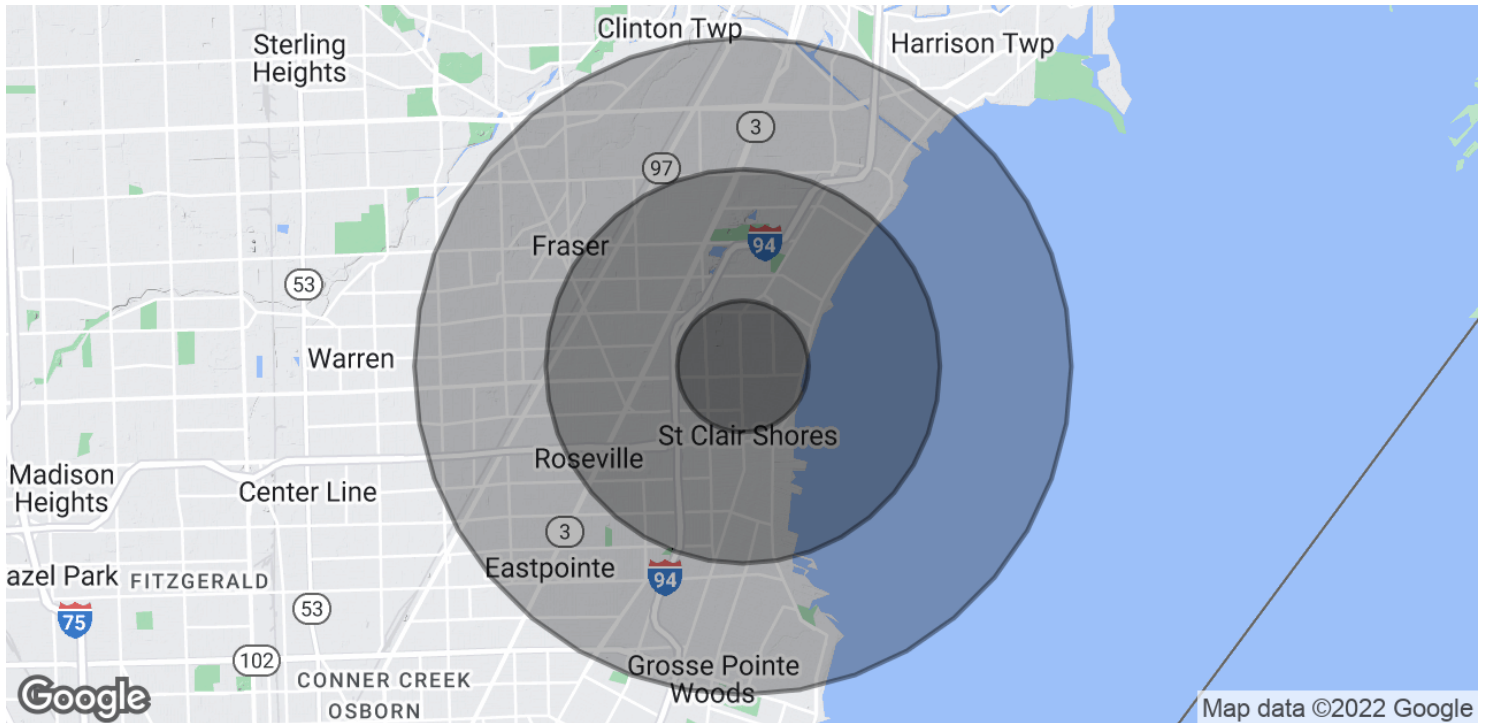 Clinton Twp
Sterling
Heights
Harrison Twp
3
97
94
Fraser
53
Warren
St Clair Shores
Roseville
Madison
Heights
Center Line
3
Eastpointe
azel Park
FITZGERALD
94
53
75
102
Grosse Pointe
Woods
CONNER CREEK
OSBORN
Google
Map data ©2022 Google